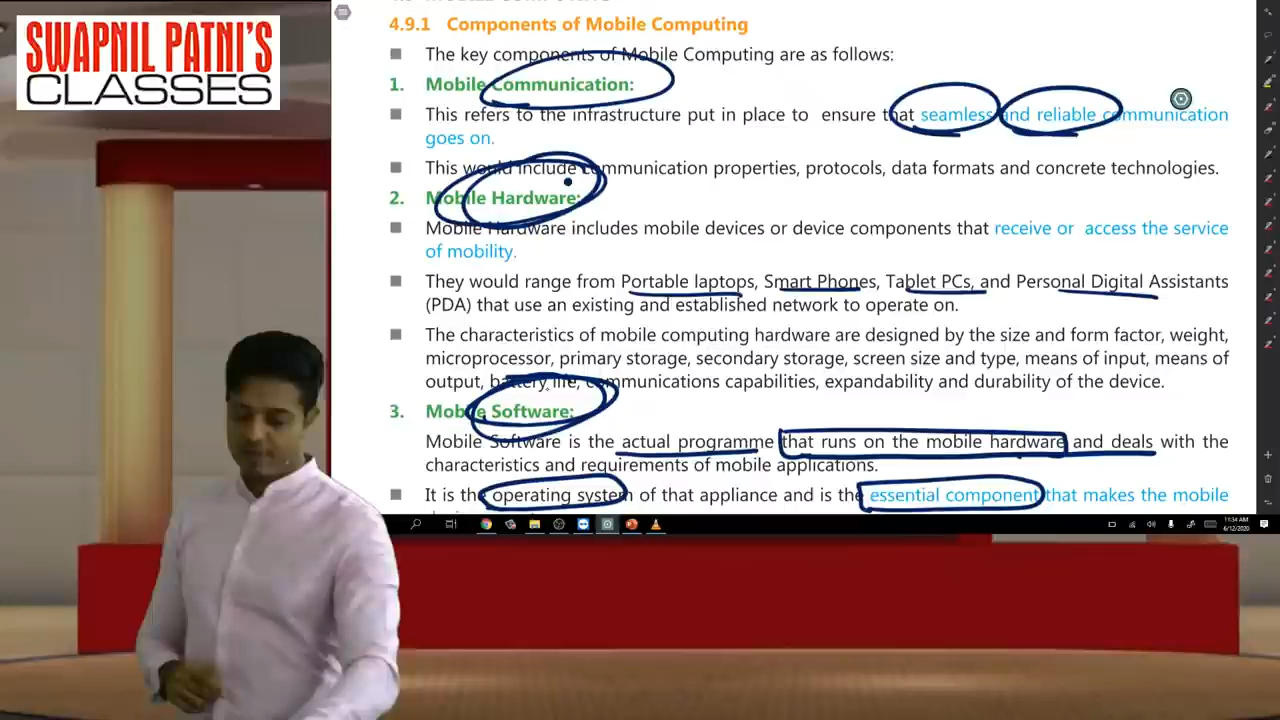 SWAPNIL PATNI'S
CLASSES
4.9.1 Components of Mobile Computing
The key components of Mobile Computing are as follows:
1. Mobile Communication:
This refers to the infrastructure put in place to ensure that seamless and reliable communication
goes on.
This would include communication properties, protocols, data formats and concrete technologies.
2. Mobile Hardware:
Mobile Hardware includes mobile devices or device components that receive or access the service
of mobility.
They would range from Portable laptops, Smart Phones, Tablet PCs, and Personal Digital Assistants
(PDA) that use an existing and established network to operate on.
The characteristics of mobile computing hardware are designed by the size and form factor, weight,
microprocessor, primary storage, secondary storage, screen size and type, means of input, means of
output, battery life, communications capabilities, expandability and durability of the device.
3. Mobile Software:
Mobile Software is the actual programme that runs on the mobile hardware and deals with the
characteristics and requirements of mobile applications.
It is the operating system of that appliance and is the essential component that makes the mobile
11:34 AM
6/12/2020